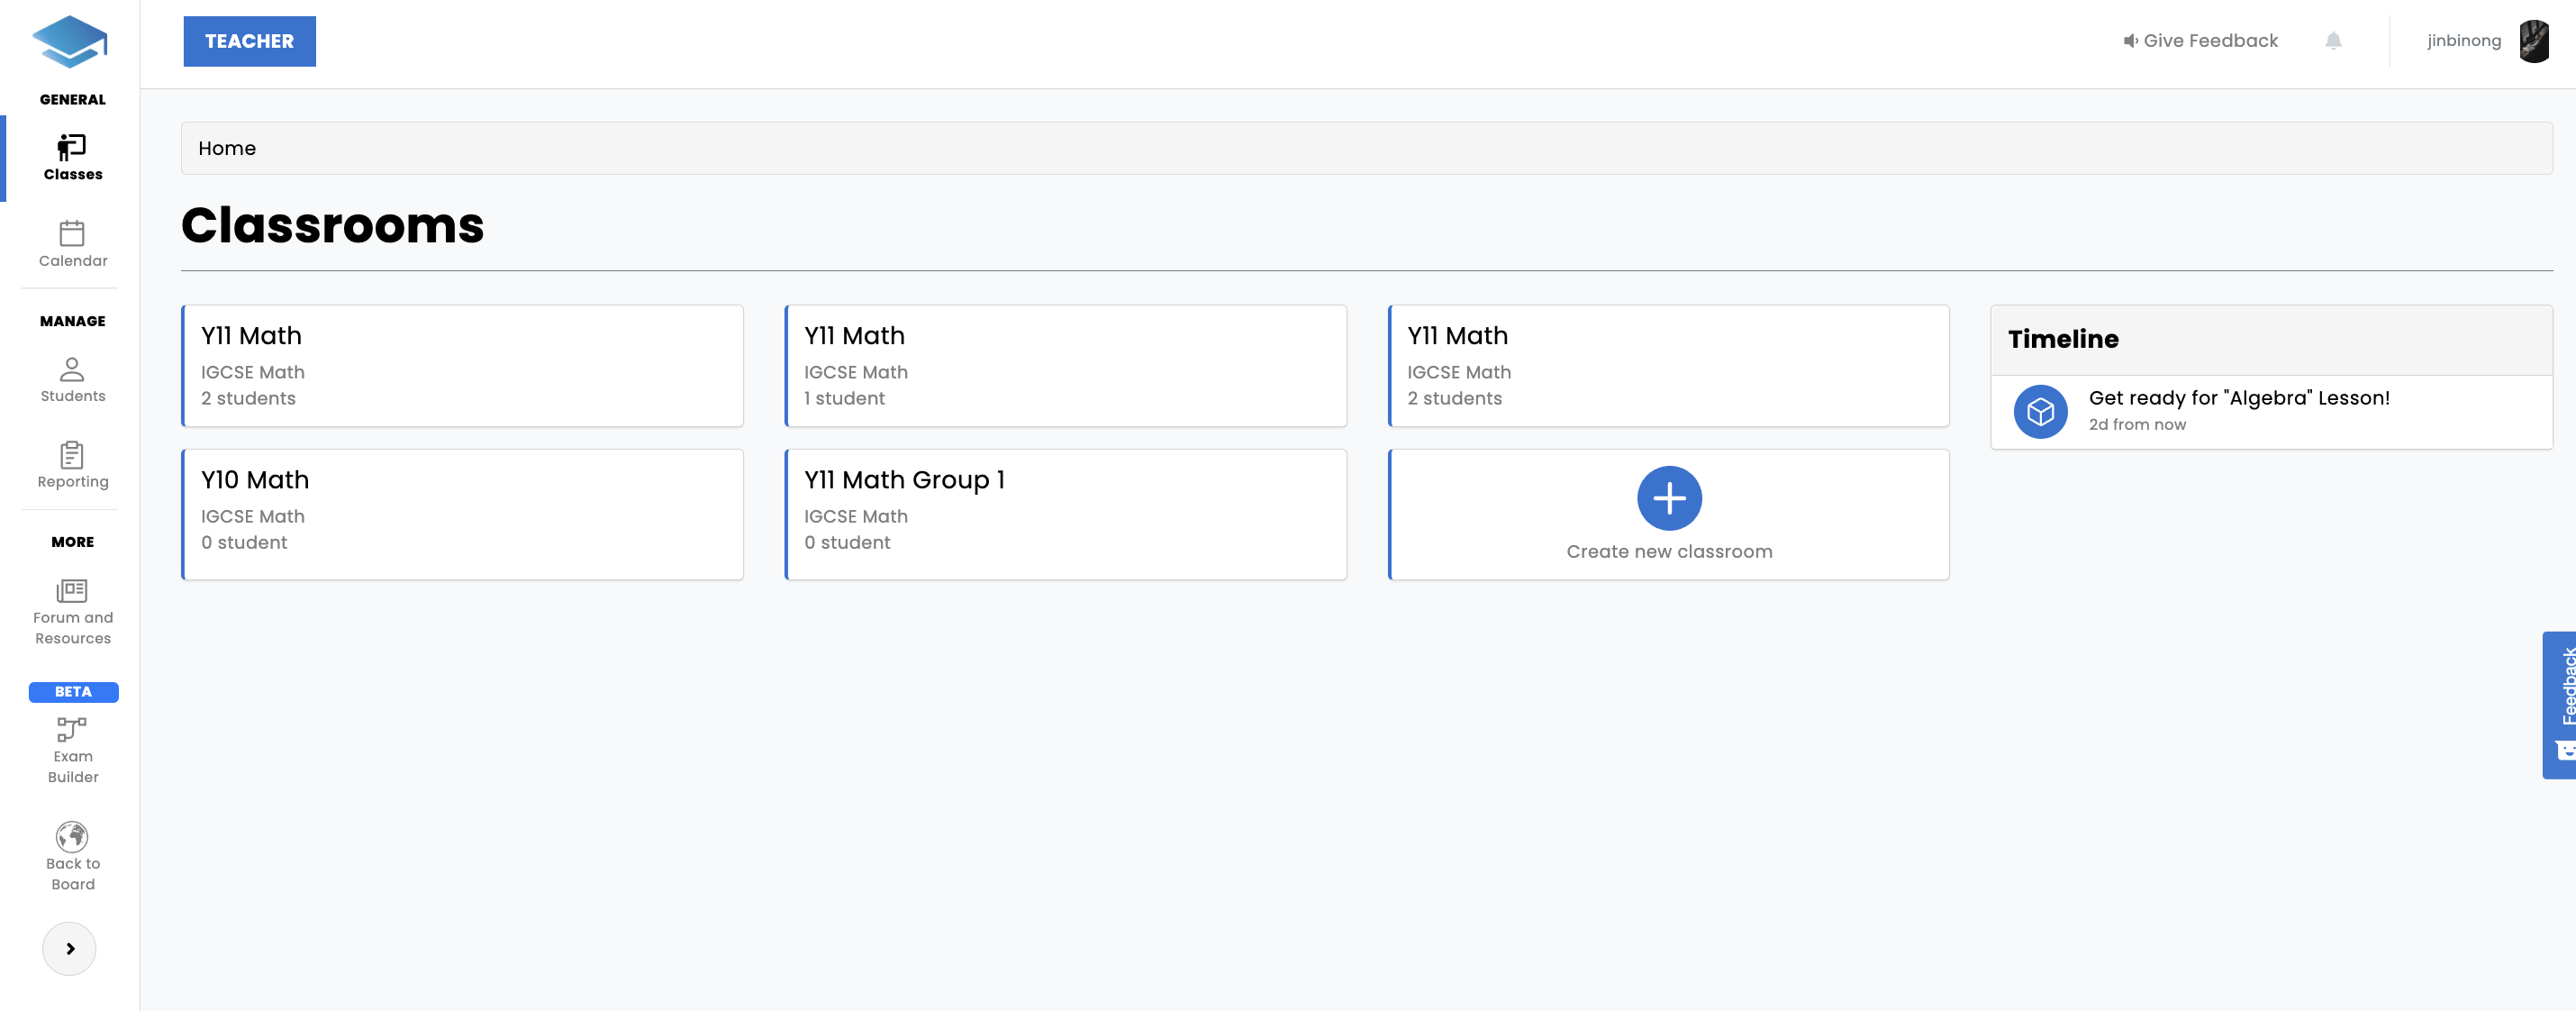 TEACHER
Give Feedback
jinbinong
GENERAL
Classes
Calendar
MANAGE
Students
Reporting
MORE
Forum and
Resources
BETA
Exam
Builder
Back to
Board
Home
Classrooms
Y11 Math
IGCSE Math
2 students
Y11 Math
IGCSE Math
1 student
Y11 Math
IGCSE Math
2 students
Y10 Math
IGCSE Math
0 student
Y11 Math Group 1
IGCSE Math
0 student
Create new classroom
Timeline
Get ready for "Algebra" Lesson!
2d from now
Feedback